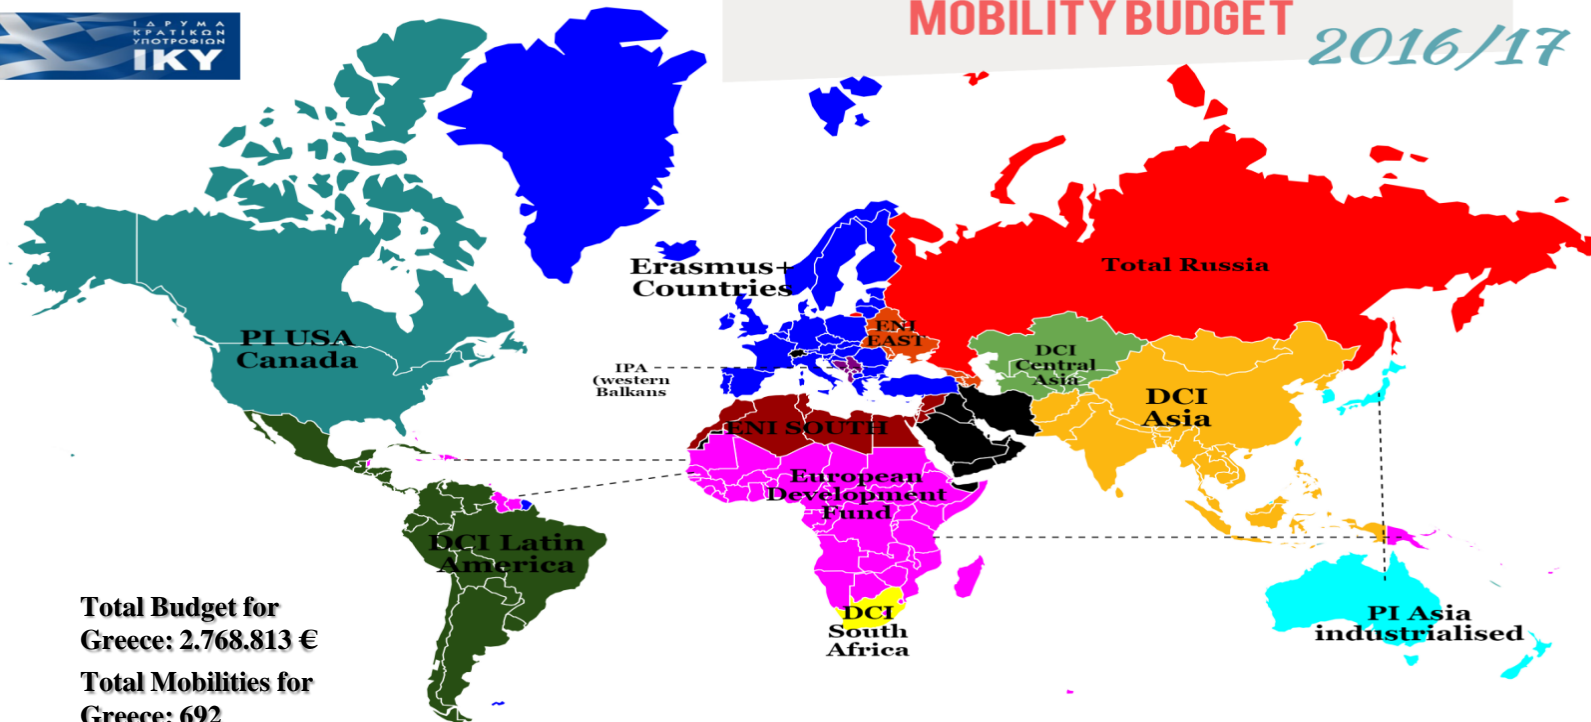 ΙΔΡΥΜΑ
ΚΡΑΤΙΚΩΝ
ΥΠΟΤΡΟΦΙΩΝ
IKY
MOBILITY BUDGET
2016/17
Erasmus+
Countries
Total Russia
PI USA
Canada
ENI
EAST
DCI
Central
Asia
IPA
(western
Balkans
DCI
Asia
ENI SOUTH
European
Development
Fund
DCI Latin
America
DCI
South
Africa
PI Asia
industrialised
Total Budget for
Greece: 2.768.813 €
Total Mobilities for
Greece: 692